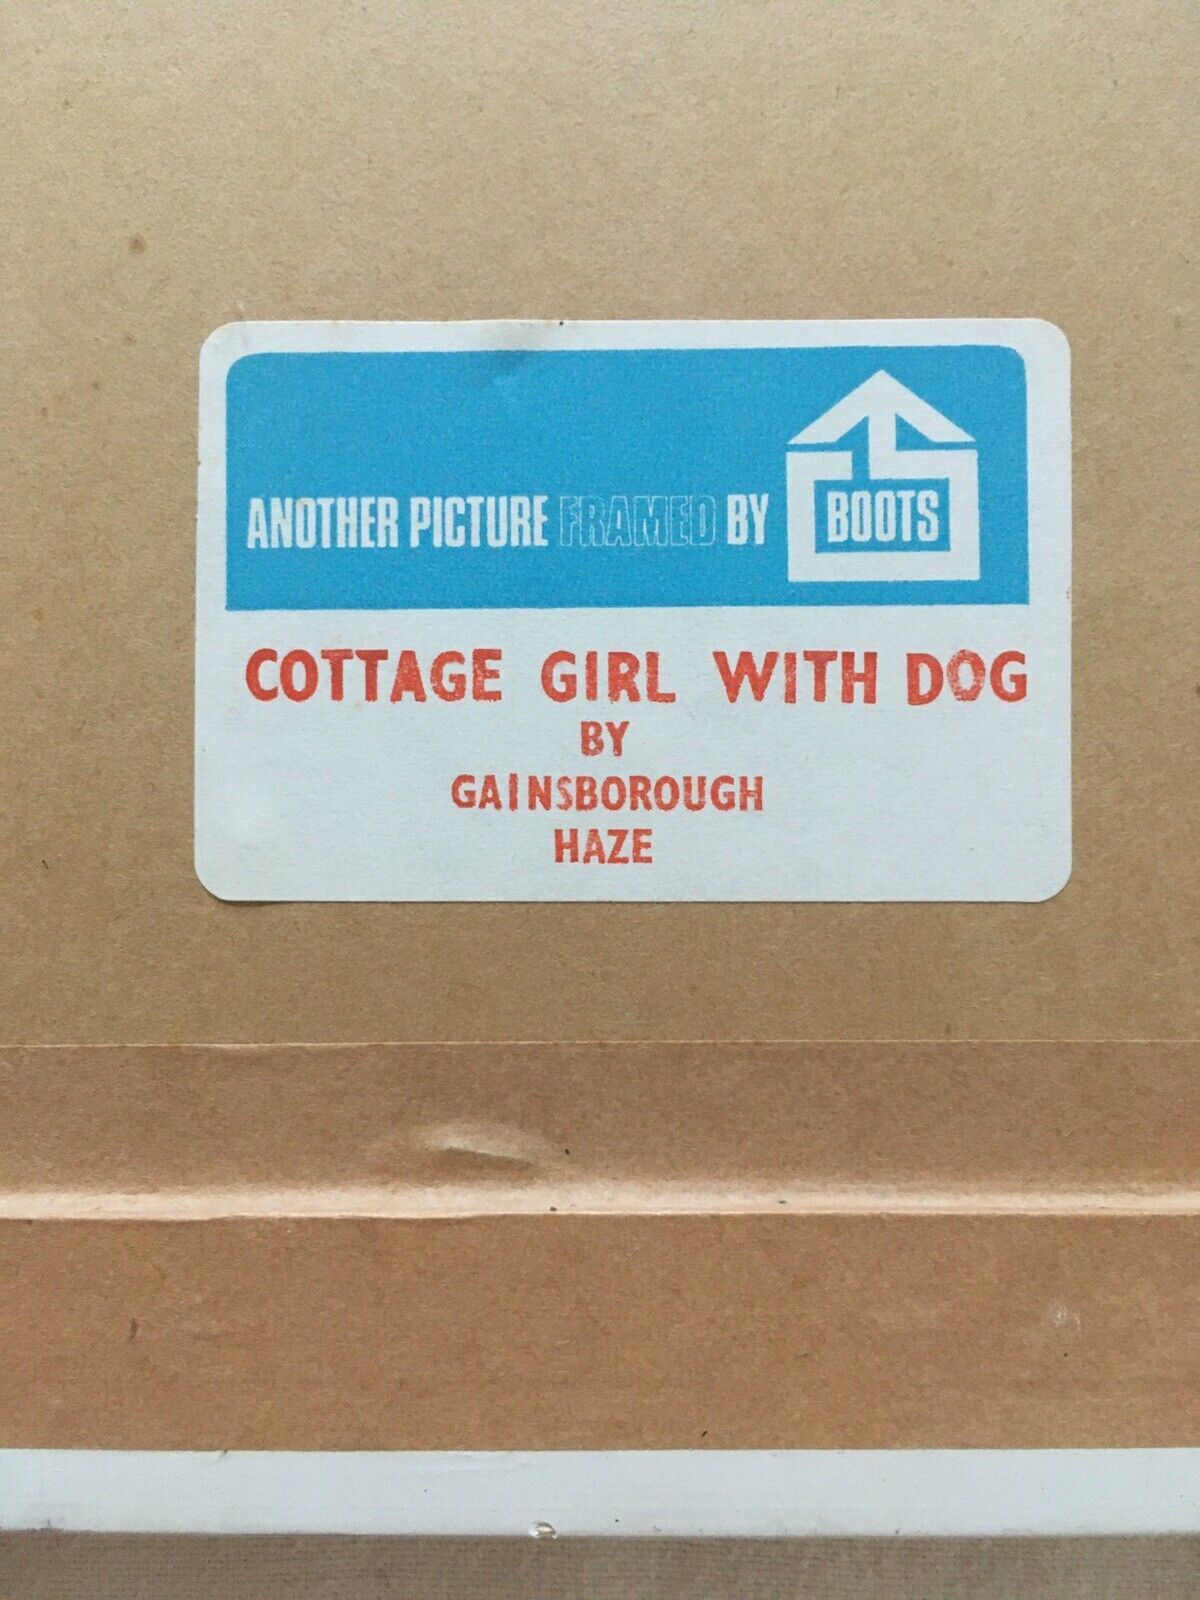 ANOTHER PICTURE FRAMED BY BOOTS
COTTAGE GIRL WITH DOG
BY
GAINSBOROUGH
HAZE